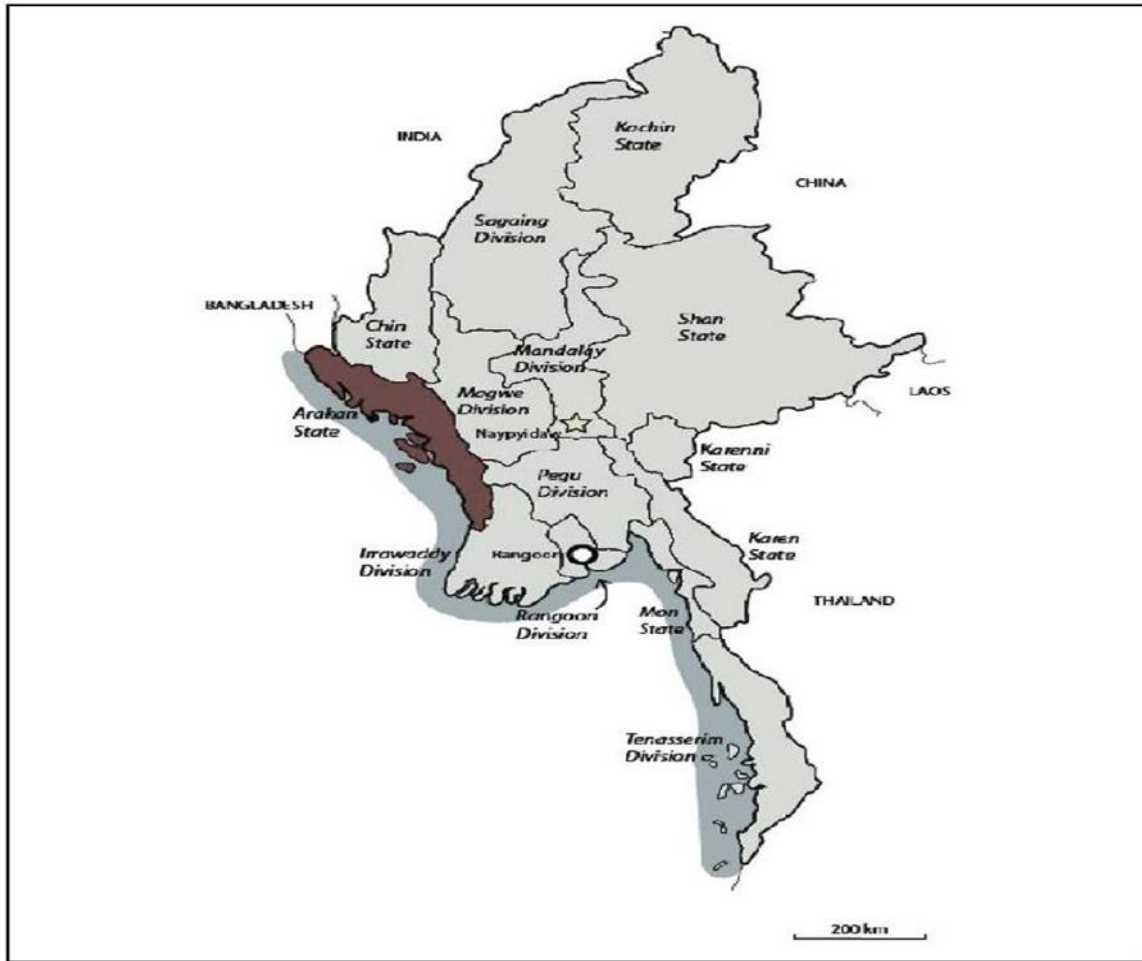 INDIA
Kachin
State
CHINA
Sagaing
Division
BANGLADESH
Chin
State
Shan
State
Mandalay
Division
LAOS
Arakan
State
Magwe
Division
Naypyidaw
Karenni
State
Pegu
Division
Karen
State
Irrawaddy
Division
Rangoon
THAILAND
Rangoon
Division
Mon
State
Tenasserim
Division
200 km